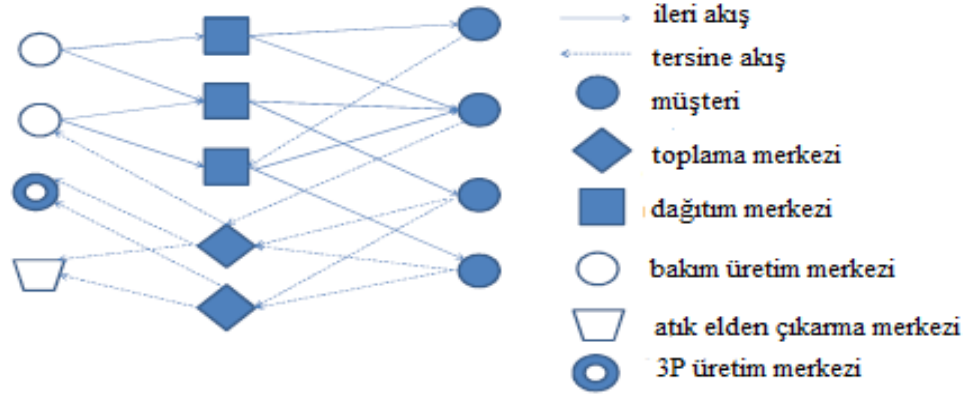 ileri akış
tersine akış
müşteri
toplama merkezi
dağıtım merkezi
bakım üretim merkezi
atık elden çıkarma merkezi
3P üretim merkezi